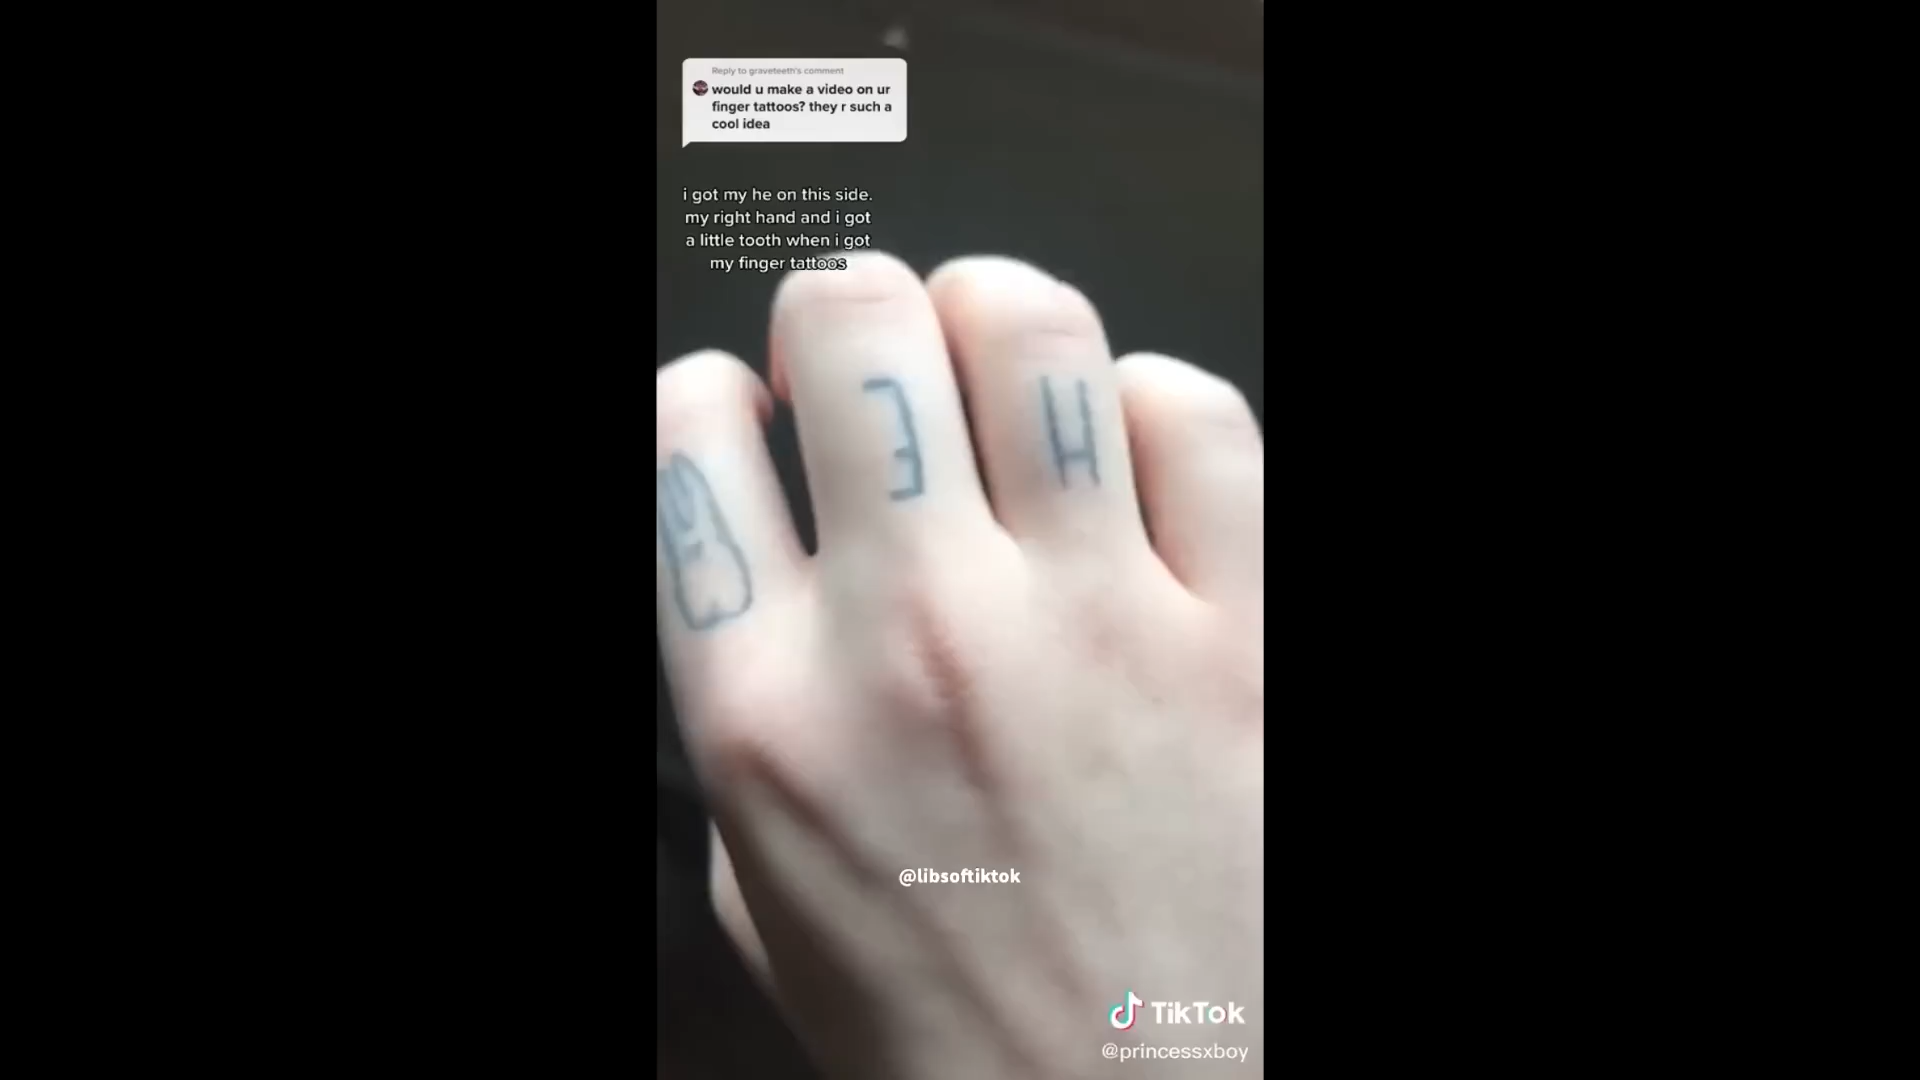 Reply to graveteeth's comment
would u make a video on ur
finger tattoos? they r such a
cool idea
i got my he on this side.
my right hand and i got
a little tooth when i got
my finger tattoos
E H
@libsoftiktok
TikTok
@princessxboy